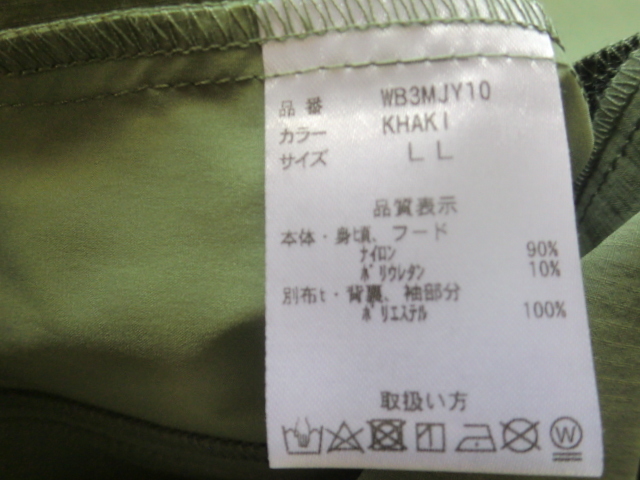 品番 WB3MJY10
カラー KHAKI
サイズ LL
品質表示
本体・身頃、フード
ﾅｲﾛﾝ 90%
ﾎﾟﾘｳﾚﾀﾝ 10%
別布t・背裏、袖部分
ﾎﾟﾘｴｽﾃﾙ 100%
取扱い方
W